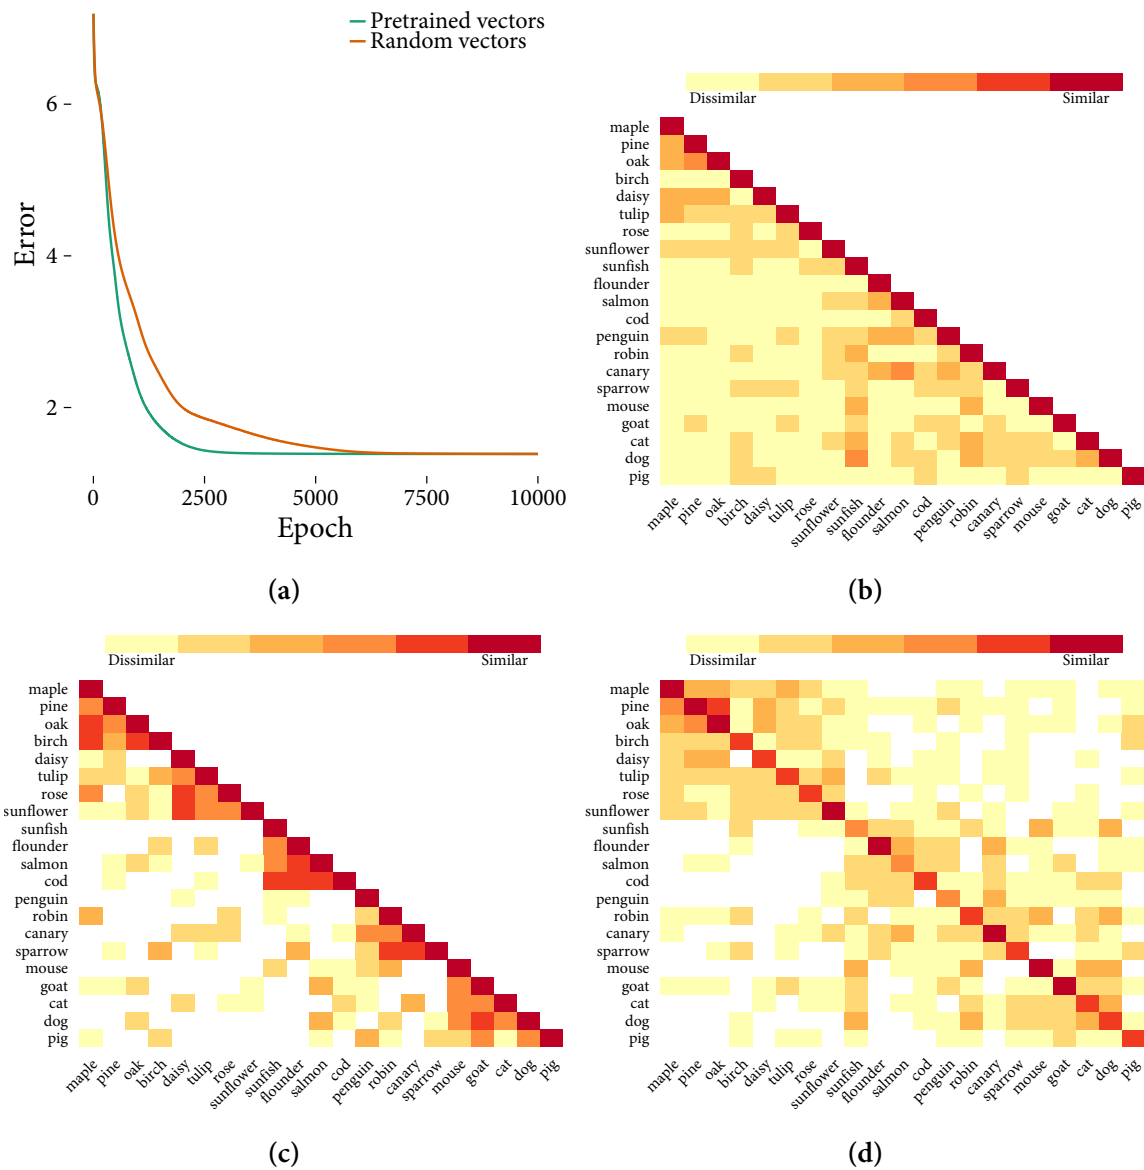 Pretrained vectors
Random vectors
6
4
2
Error
0 2500 5000 7500 10000
Epoch
(a)
Dissimilar Similar
maple
pine
oak
birch
daisy
tulip
rose
sunflower
sunfish
flounder
salmon
cod
penguin
robin
canary
sparrow
mouse
goat
cat
dog
pig
maple pine oak birch daisy tulip rose sunflower sunfish flounder salmon cod penguin robin canary sparrow mouse goat cat dog pig
(b)
Dissimilar Similar
maple
pine
oak
birch
daisy
tulip
rose
sunflower
sunfish
flounder
salmon
cod
penguin
robin
canary
sparrow
mouse
goat
cat
dog
pig
maple pine oak birch daisy tulip rose sunflower sunfish flounder salmon cod penguin robin canary sparrow mouse goat cat dog pig
(c)
Dissimilar Similar
maple
pine
oak
birch
daisy
tulip
rose
sunflower
sunfish
flounder
salmon
cod
penguin
robin
canary
sparrow
mouse
goat
cat
dog
pig
maple pine oak birch daisy tulip rose sunflower sunfish flounder salmon cod penguin robin canary sparrow mouse goat cat dog pig
(d)